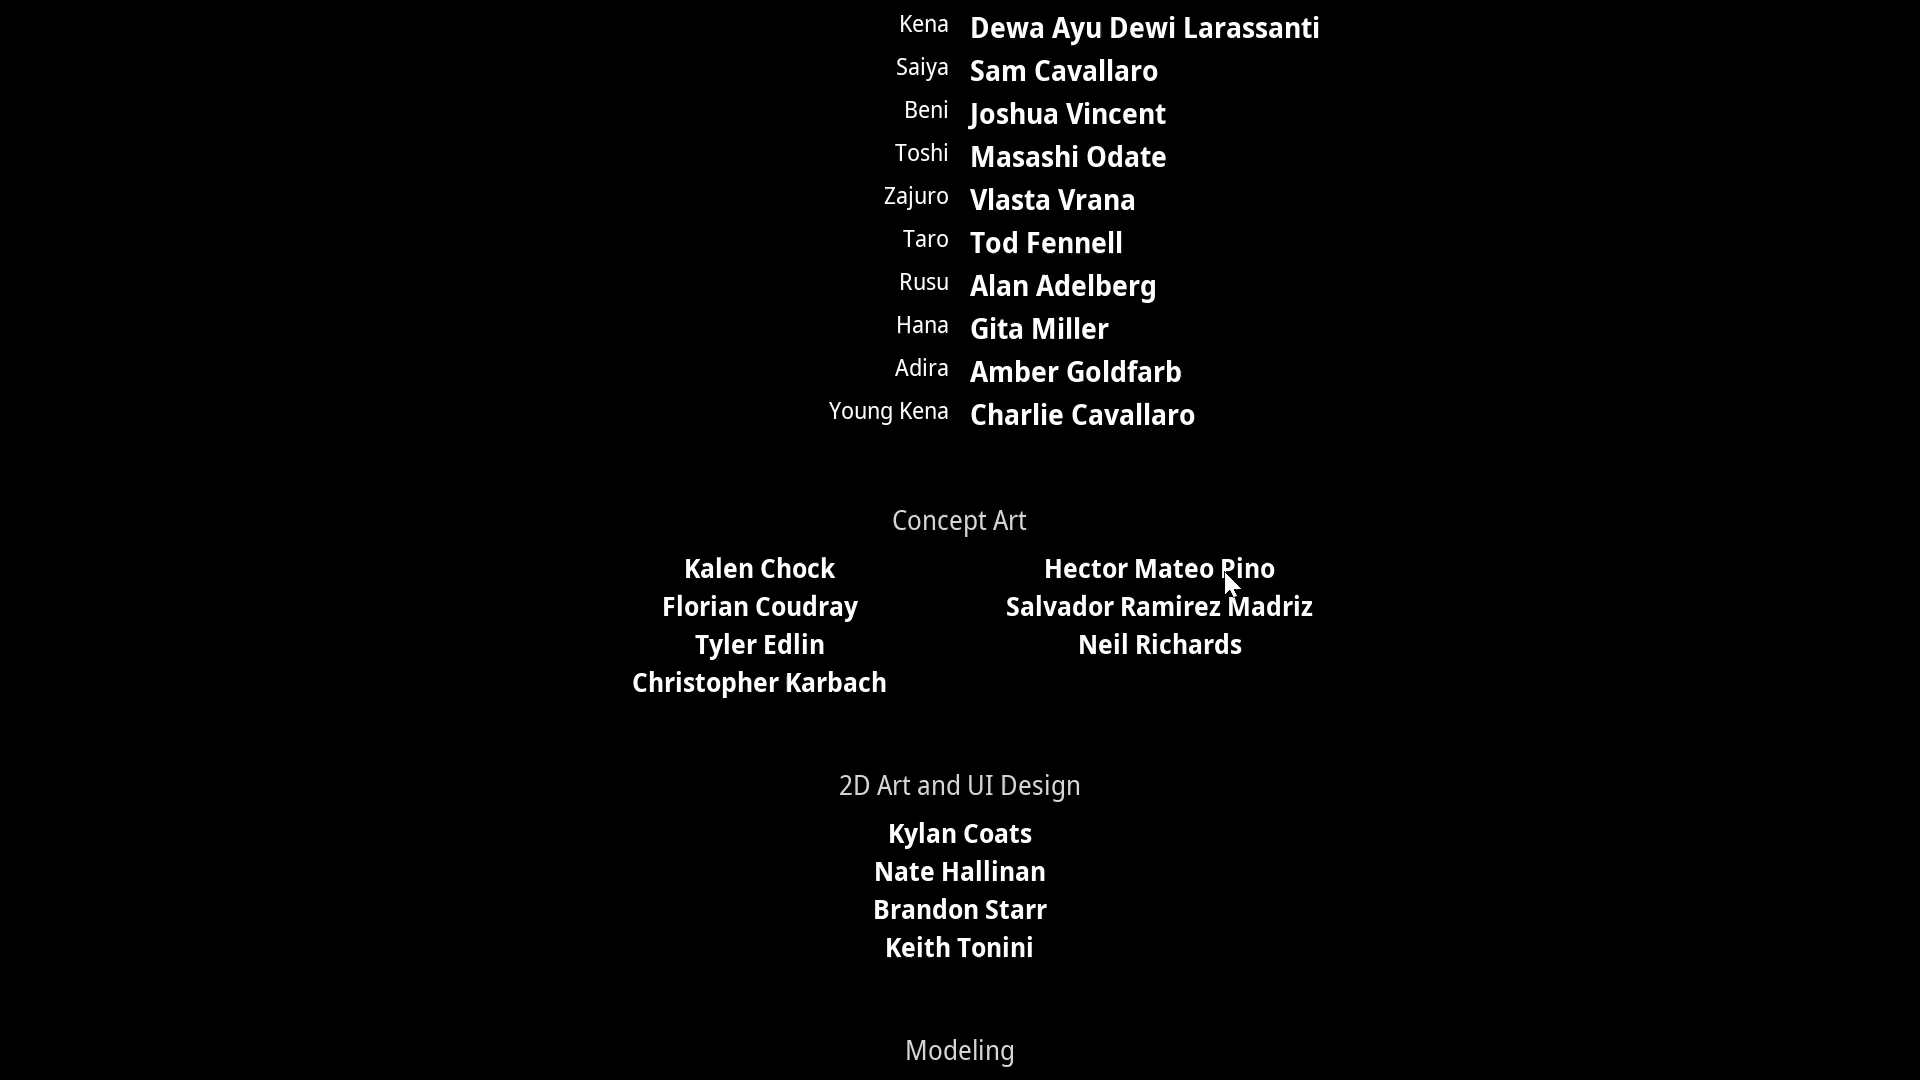 Kena Dewa Ayu Dewi Larassanti
Saiya Sam Cavallaro
Beni Joshua Vincent
Toshi Masashi Odate
Zajuro Vlasta Vrana
Taro Tod Fennell
Rusu Alan Adelberg
Hana Gita Miller
Adira Amber Goldfarb
Young Kena Charlie Cavallaro
Concept Art
Kalen Chock Hector Mateo Pino
Florian Coudray Salvador Ramirez Madriz
Tyler Edlin Neil Richards
Christopher Karbach
2D Art and UI Design
Kylan Coats
Nate Hallinan
Brandon Starr
Keith Tonini
Modeling